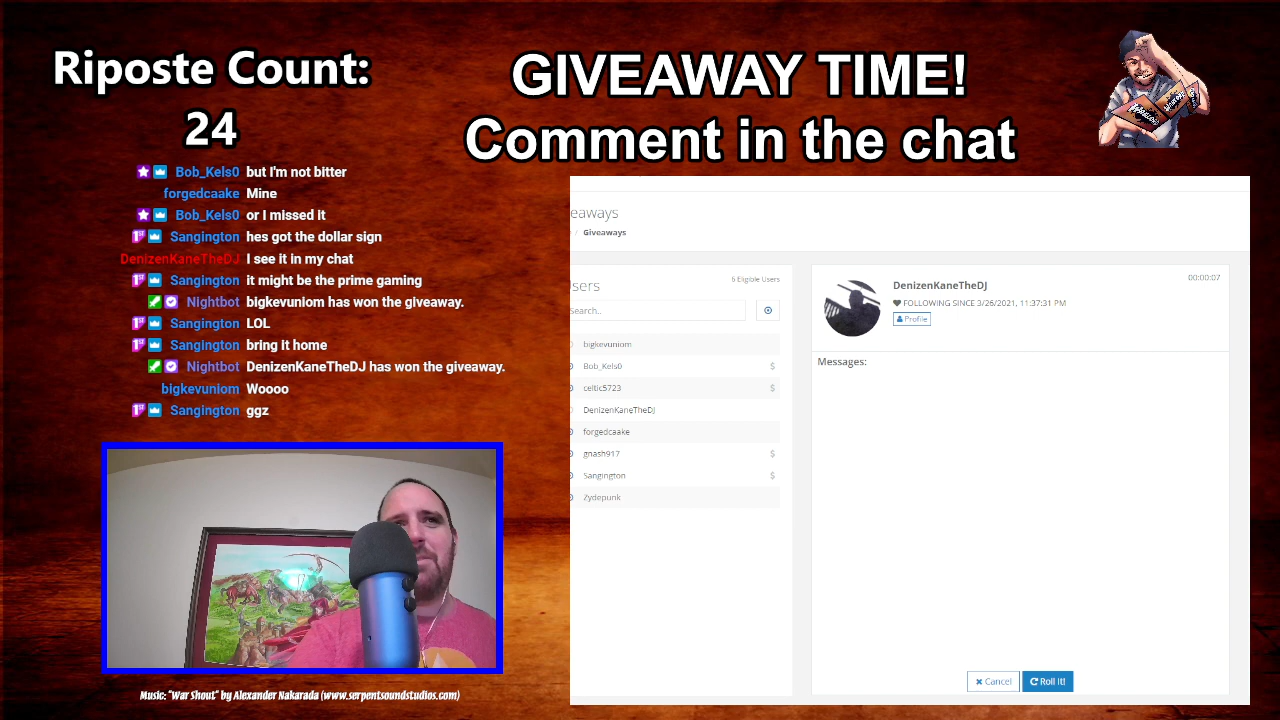 Riposte Count:
24
GIVEAWAY TIME!
Comment in the chat
Bob_Kels0 but I'm not bitter
forgedcaake Mine
Bob_Kels0 or I missed it
1st Sangington hes got the dollar sign
DenizenKaneTheDJ I see it in my chat
1st Sangington it might be the prime gaming
Nightbot bigkevuniom has won the giveaway.
1st Sangington LOL
1st Sangington bring it home
Nightbot DenizenKaneTheDJ has won the giveaway.
bigkevuniom Woooo
1st Sangington ggz
Music: "War Shout" by Alexander Nakarada (www.serpentsoundstudios.com)
eaways
/ Giveaways
sers
6 Eligible Users
Search..
bigkevuniom
Bob_Kels0 $
celtic5723 $
DenizenKaneTheDJ
forgedcaake
gnash917 $
Sangington $
Zydepunk
00:00:07
DenizenKaneTheDJ
FOLLOWING SINCE 3/26/2021, 11:37:31 PM
Profile
Messages:
Cancel Roll It!